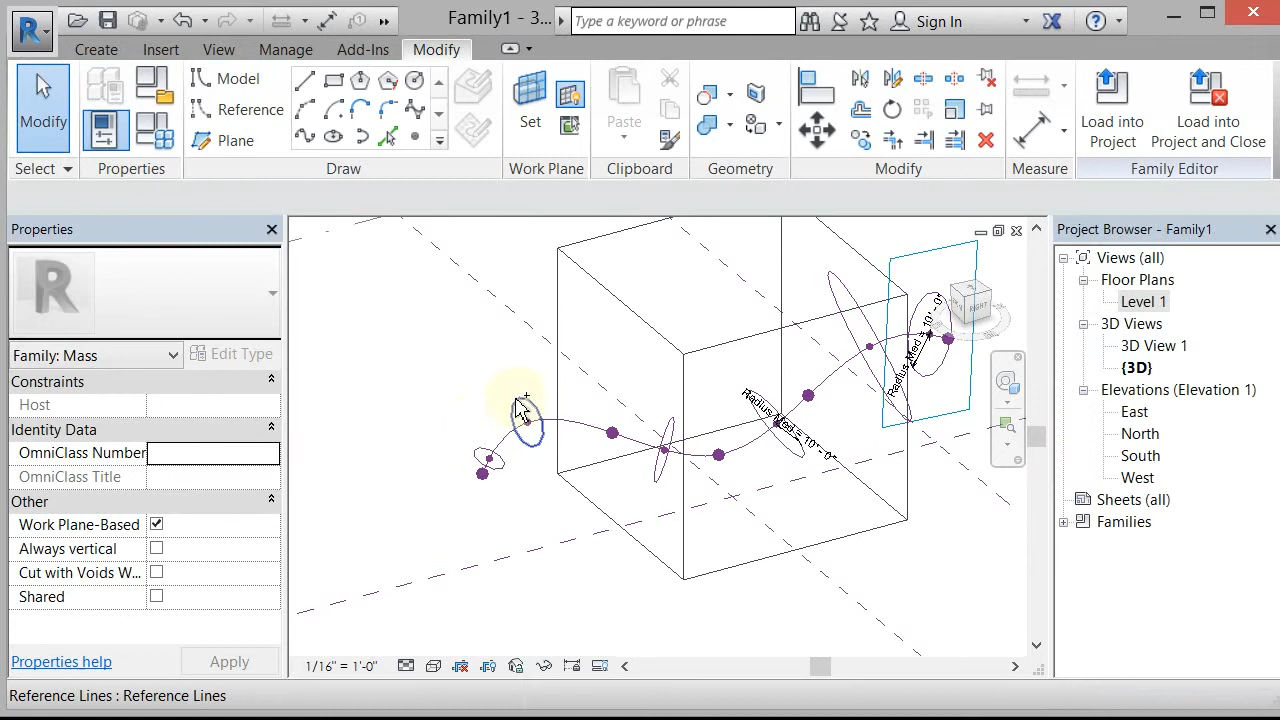 Family1 - 3...
Type a keyword or phrase
Sign In
Create Insert View Manage Add-Ins Modify
Modify
Model
Reference
Plane
Set
Paste
Load into
Project
Load into
Project and Close
Select
Properties
Draw
Work Plane
Clipboard
Geometry
Modify
Measure
Family Editor
Properties
Family: Mass
Edit Type
Constraints
Host
Identity Data
OmniClass Number
OmniClass Title
Other
Work Plane-Based
Always vertical
Cut with Voids W...
Shared
Properties help
Apply
Radius Med = 10' - 0"
Radius Med = 10' - 0"
RIGHT
1/16" = 1'-0"
Project Browser - Family1
Views (all)
Floor Plans
Level 1
3D Views
3D View 1
{3D}
Elevations (Elevation 1)
East
North
South
West
Sheets (all)
Families
Reference Lines : Reference Lines